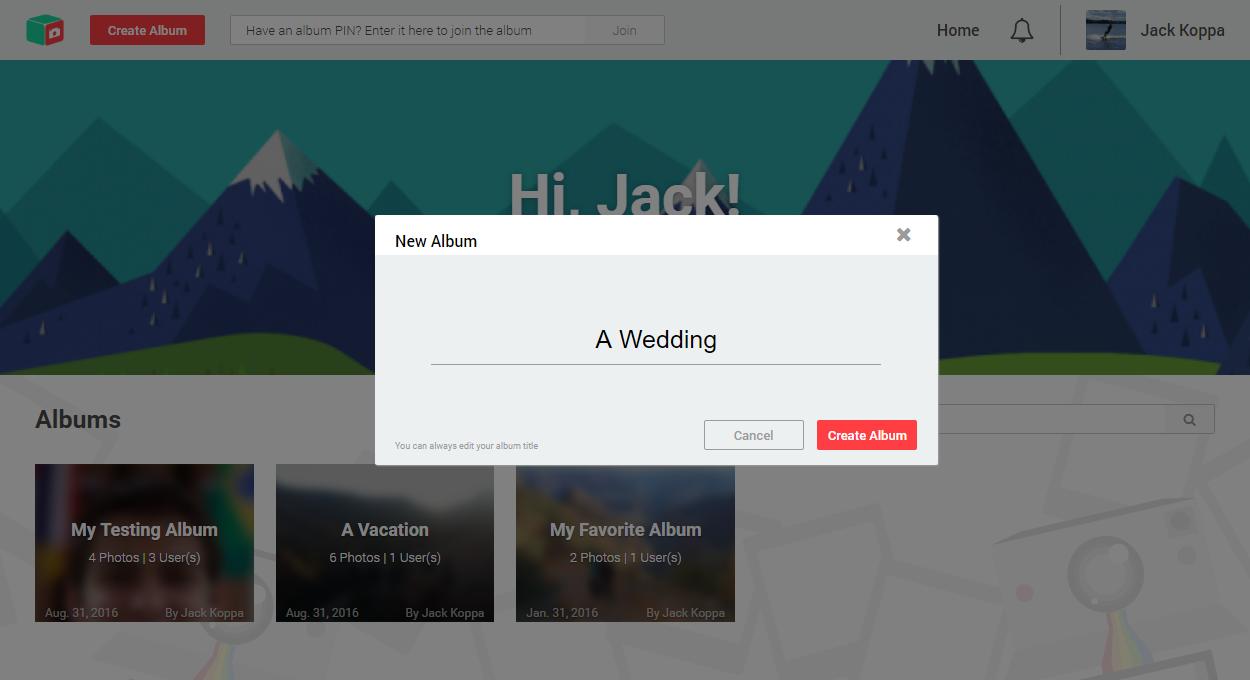 Create Album
Have an album PIN? Enter it here to join the album
Join
Home
Jack Koppa
Hi, Jack!
New Album
A Wedding
You can always edit your album title
Cancel
Create Album
Albums
My Testing Album
4 Photos | 3 User(s)
Aug. 31, 2016 By Jack Koppa
A Vacation
6 Photos | 1 User(s)
Aug. 31, 2016 By Jack Koppa
My Favorite Album
2 Photos | 1 User(s)
Jan. 31, 2016 By Jack Koppa